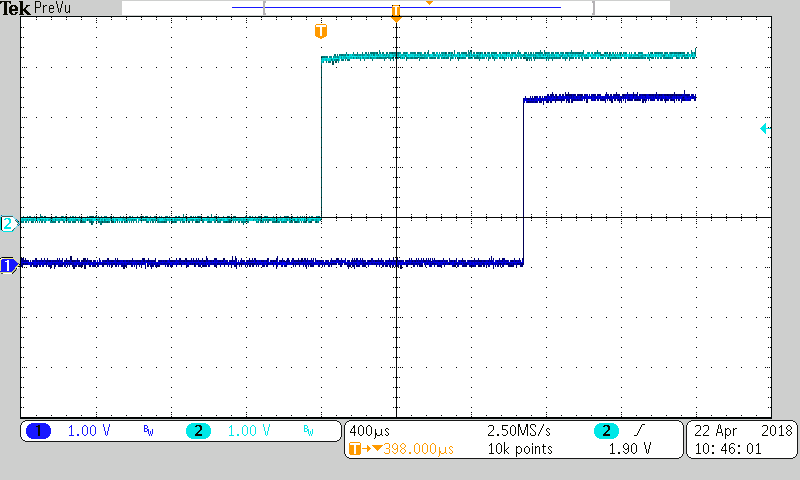 Tek PreVu
T
T
2
1
1 1.00 V BW 2 1.00 V BW
400µs 2.50MS/s 2
T→▼398.000µs 10k points 1.90 V
22 Apr 2018
10:46:01